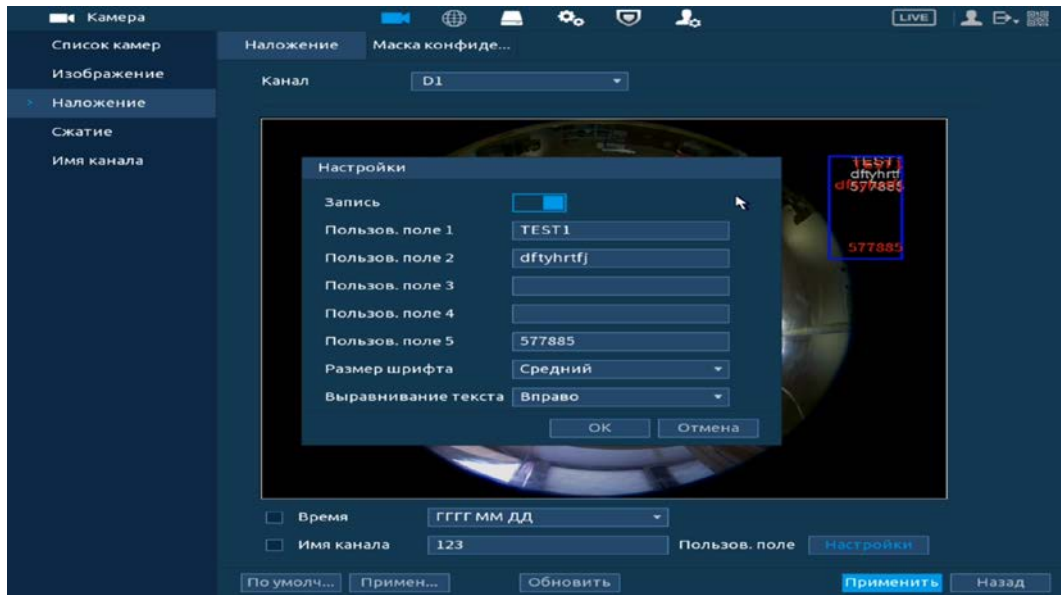 Камера LIVE
Список камер
Изображение
Наложение
Сжатие
Имя канала
Наложение Маска конфиде...
Канал D1
Настройки
Запись
Пользов. поле 1 TEST1
Пользов. поле 2 dftyhrtfj
Пользов. поле 3
Пользов. поле 4
Пользов. поле 5 577885
Размер шрифта Средний
Выравнивание текста Вправо
OK Отмена
TEST1
dftyhrtf
577885
577885
Время ГГГГ ММ ДД
Имя канала 123 Пользов. поле Настройки
По умолч... Примен... Обновить Применить Назад